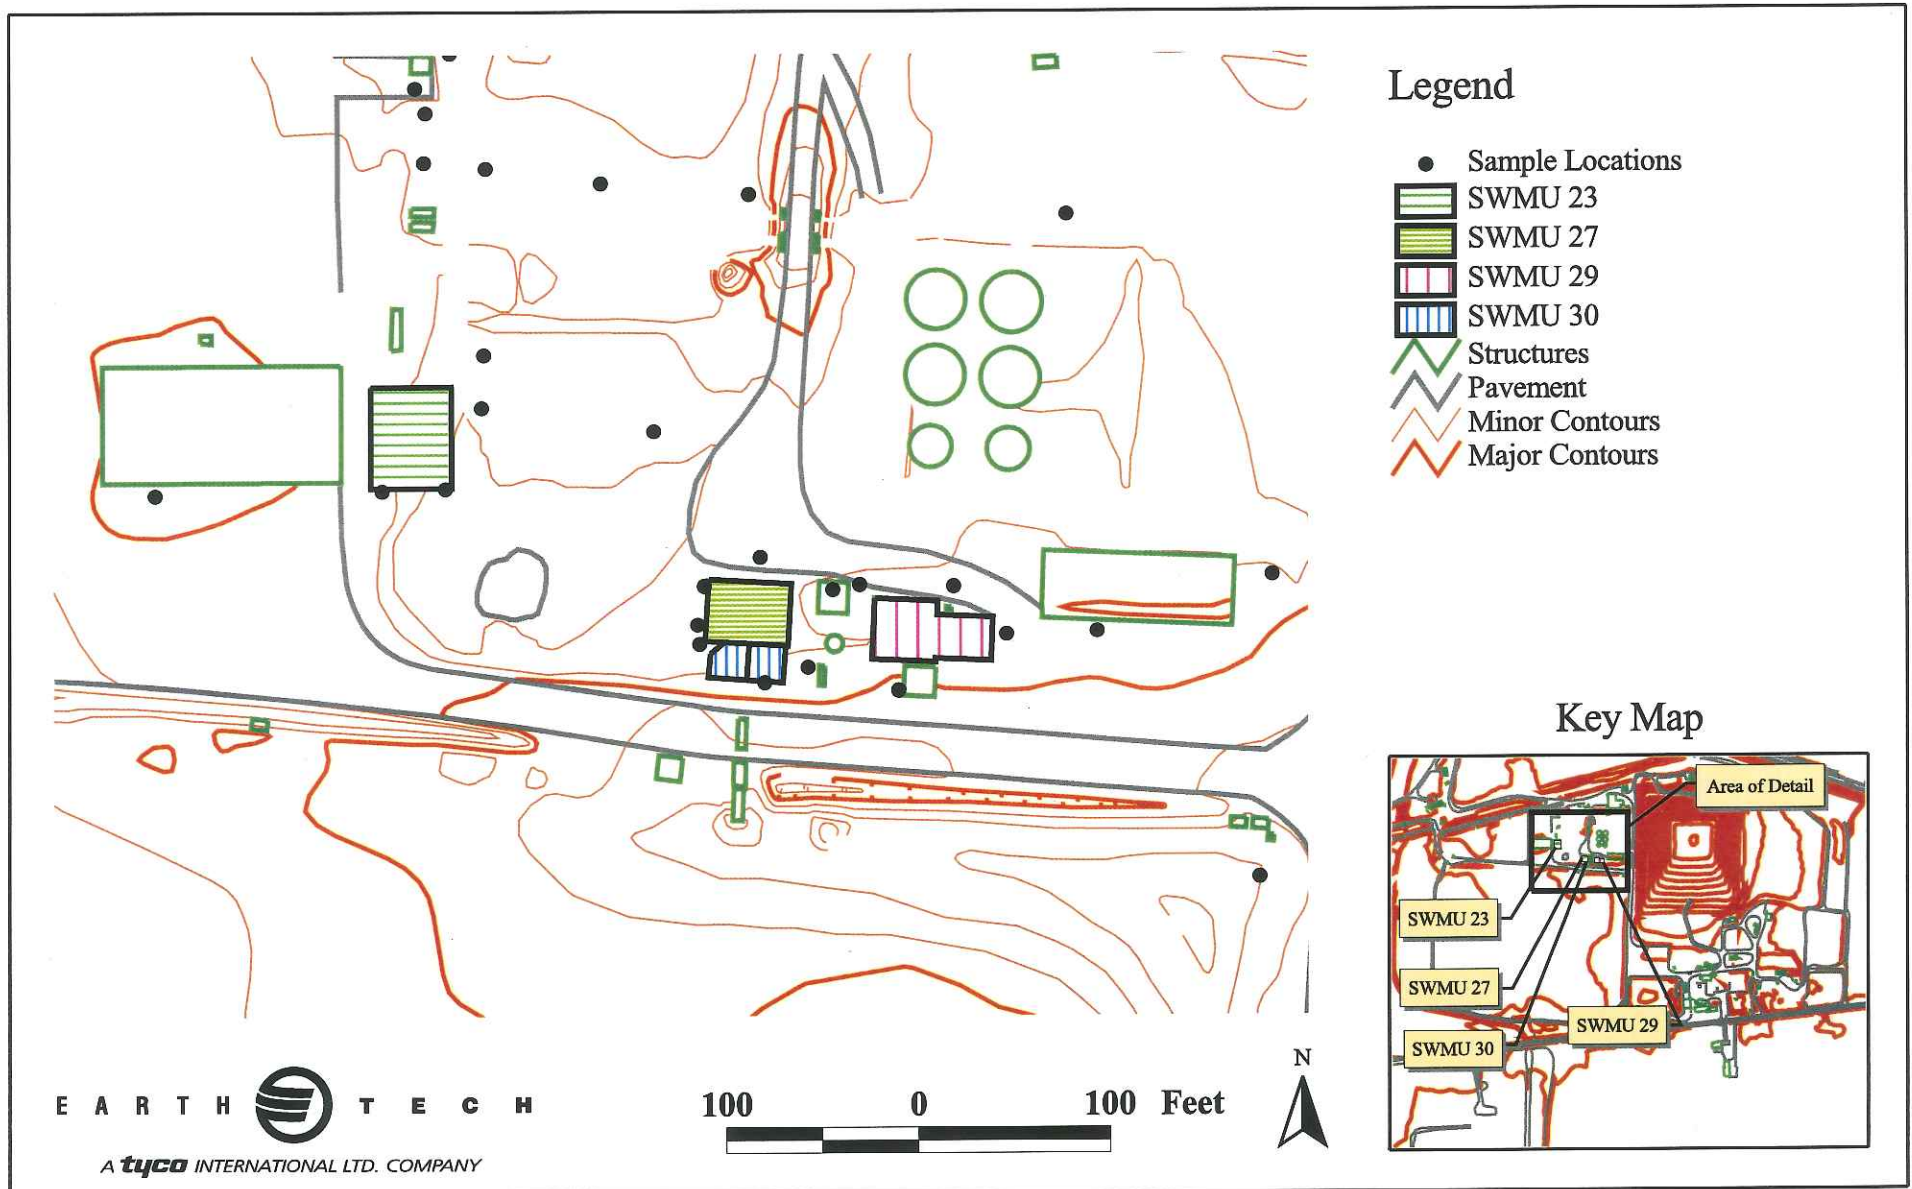 Legend
Sample Locations
SWMU 23
SWMU 27
SWMU 29
SWMU 30
Structures
Pavement
Minor Contours
Major Contours
Key Map
Area of Detail
SWMU 23
SWMU 27
SWMU 29
SWMU 30
EARTH TECH
A tyco INTERNATIONAL LTD. COMPANY
100 0 100 Feet
N